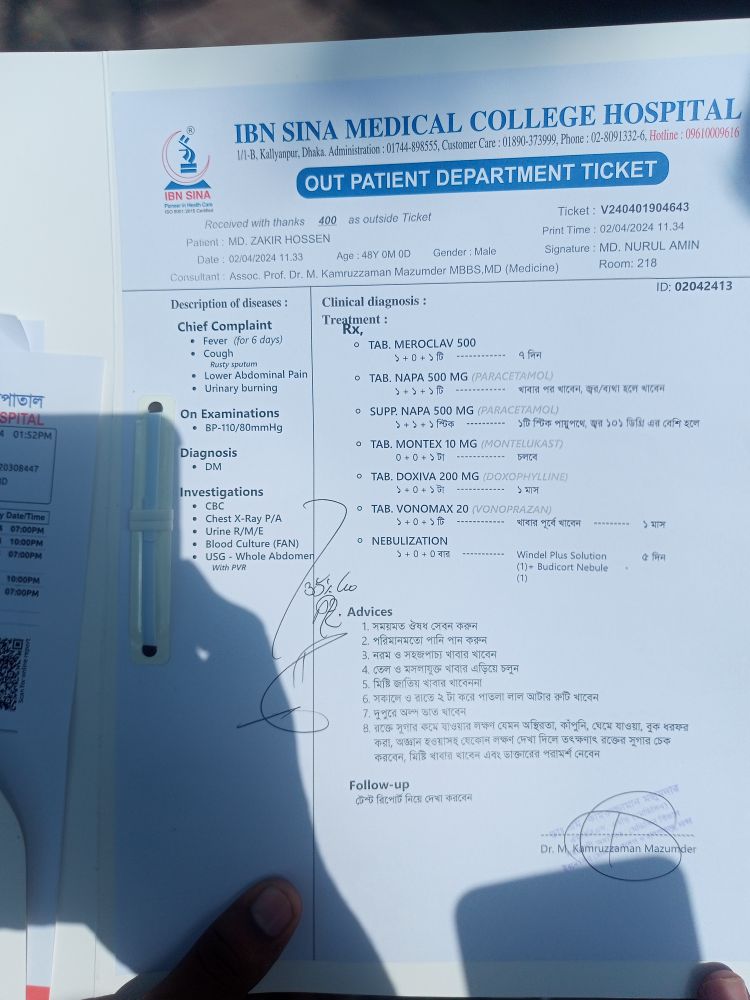 IBN SINA MEDICAL COLLEGE HOSPITAL
1/1-B, Kallyanpur, Dhaka. Administration : 01744-898555, Customer Care : 01890-373999, Phone : 02-8091332-6, Hotline : 09610009616
®
IBN SINA
Pioneer in Health Care
ISO 9001:2015 Certified
OUT PATIENT DEPARTMENT TICKET
Received with thanks 400 as outside Ticket
Ticket : V240401904643
Patient : MD. ZAKIR HOSSEN
Print Time : 02/04/2024 11.34
Date : 02/04/2024 11.33 Age : 48Y 0M 0D Gender : Male
Signature : MD. NURUL AMIN
Consultant : Assoc. Prof. Dr. M. Kamruzzaman Mazumder MBBS,MD (Medicine)
Room: 218
ID: 02042413
Description of diseases :
Chief Complaint
• Fever (for 6 days)
• Cough
Rusty sputum
• Lower Abdominal Pain
• Urinary burning
On Examinations
• BP-110/80mmHg
Diagnosis
• DM
Investigations
• CBC
• Chest X-Ray P/A
• Urine R/M/E
• Blood Culture (FAN)
• USG - Whole Abdomen
With PVR
Clinical diagnosis :
Treatment :
Rx,
TAB. MEROCLAV 500
১ + 0 + ১ টি ------------ ৭ দিন
TAB. NAPA 500 MG (PARACETAMOL)
১ + ১ + ১ টি ------------ খাবার পর খাবেন, জ্বর/ব্যথা হলে খাবেন
SUPP. NAPA 500 MG (PARACETAMOL)
১ + ১ + ১ স্টিক ------------ ১টি স্টিক পায়ুপথে, জ্বর ১০১ ডিগ্রি এর বেশি হলে
TAB. MONTEX 10 MG (MONTELUKAST)
0 + 0 + ১ টা ------------ চলবে
TAB. DOXIVA 200 MG (DOXOPHYLLINE)
১ + 0 + ১ টা ------------ ১ মাস
TAB. VONOMAX 20 (VONOPRAZAN)
১ + 0 + ১ টি ------------ খাবার পূর্বে খাবেন --------- ১ মাস
NEBULIZATION
১ + 0 + 0 বার ---------- Windel Plus Solution ৫ দিন
(1)+ Budicort Nebule
(1)
35%
Advices
1. সময়মত ঔষধ সেবন করুন
2. পরিমানমতো পানি পান করুন
3. নরম ও সহজপাচ্য খাবার খাবেন
4. তেল ও মসলাযুক্ত খাবার এড়িয়ে চলুন
5. মিষ্টি জাতিয় খাবার খাবেননা
6. সকালে ও রাতে ২ টা করে পাতলা লাল আটার রুটি খাবেন
7. দুপুরে অল্প ভাত খাবেন
8. রক্তে সুগার কমে যাওয়ার লক্ষণ যেমন অস্থিরতা, কাঁপুনি, ঘেমে যাওয়া, বুক ধরফর
করা, অজ্ঞান হওয়াসহ যেকোন লক্ষণ দেখা দিলে তৎক্ষণাৎ রক্তের সুগার চেক
করবেন, মিষ্টি খাবার খাবেন এবং ডাক্তারের পরামর্শ নেবেন
Follow-up
টেস্ট রিপোর্ট নিয়ে দেখা করবেন
Dr. M. Kamruzzaman Mazumder
পাতাল
SPITAL
01:52PM
20308447
y Date/Time
07:00PM
10:00PM
07:00PM
10:00PM
07:00PM
Scan for online report